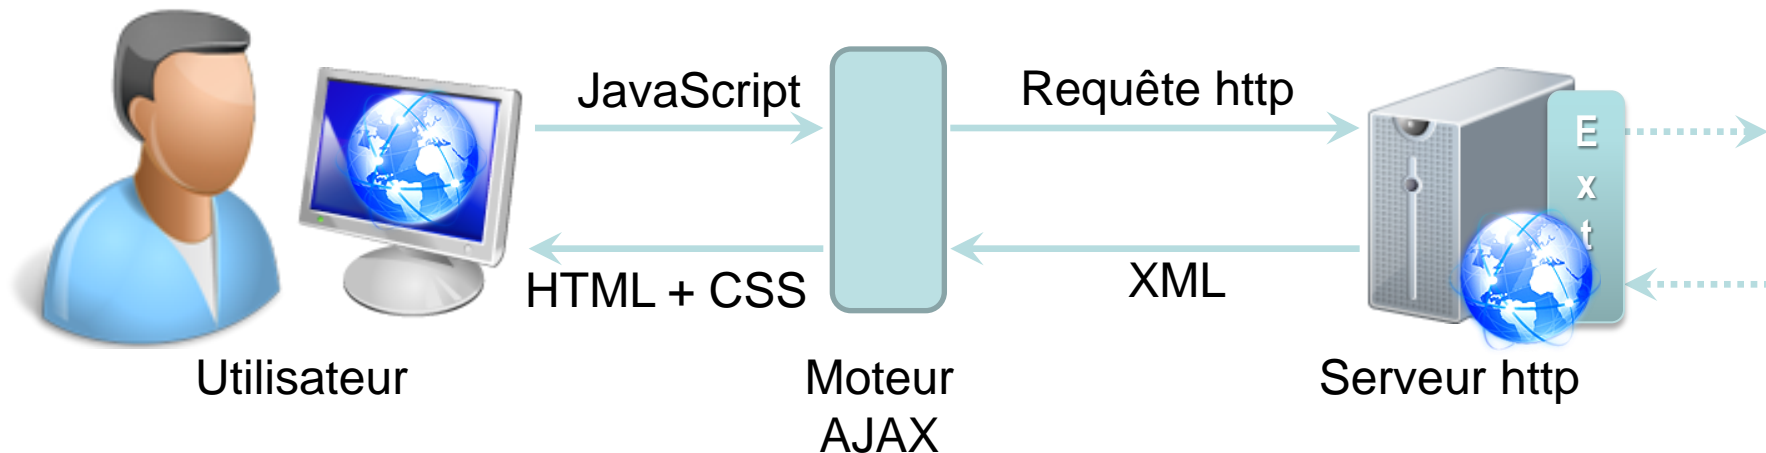 JavaScript
Requête http
E
x
t
HTML + CSS
XML
Utilisateur
Moteur
AJAX
Serveur http